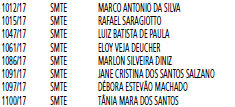 1012/17 SMTE MARCO ANTONIO DA SILVA
1015/17 SMTE RAFAEL SARAGIOTTO
1047/17 SMTE LUIZ BATISTA DE PAULA
1061/17 SMTE ELOY VEJA DEUCHER
1086/17 SMTE MARLON SILVEIRA DINIZ
1091/17 SMTE JANE CRISTINA DOS SANTOS SALZANO
1097/17 SMTE DÉBORA ESTEVÃO MACHADO
1100/17 SMTE TÂNIA MARA DOS SANTOS